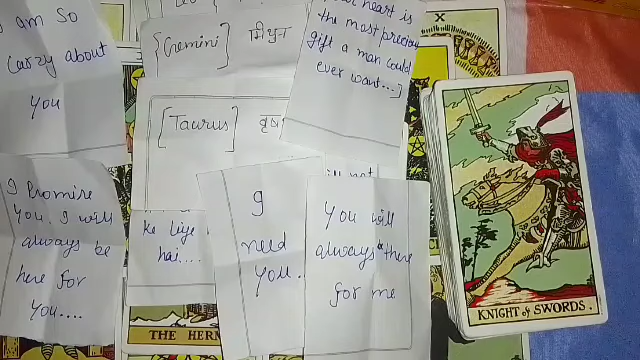 am so
Carzy about
you
[Gemini] मिथुन
heart is
the most precious
gift a man could
ever want...]
X
[Taurus]
I Promise
you. I will
always be
here for
you....
ke liye
hai....
I
need
you.
you will
always there
for me
THE HER
KNIGHT of SWORDS.